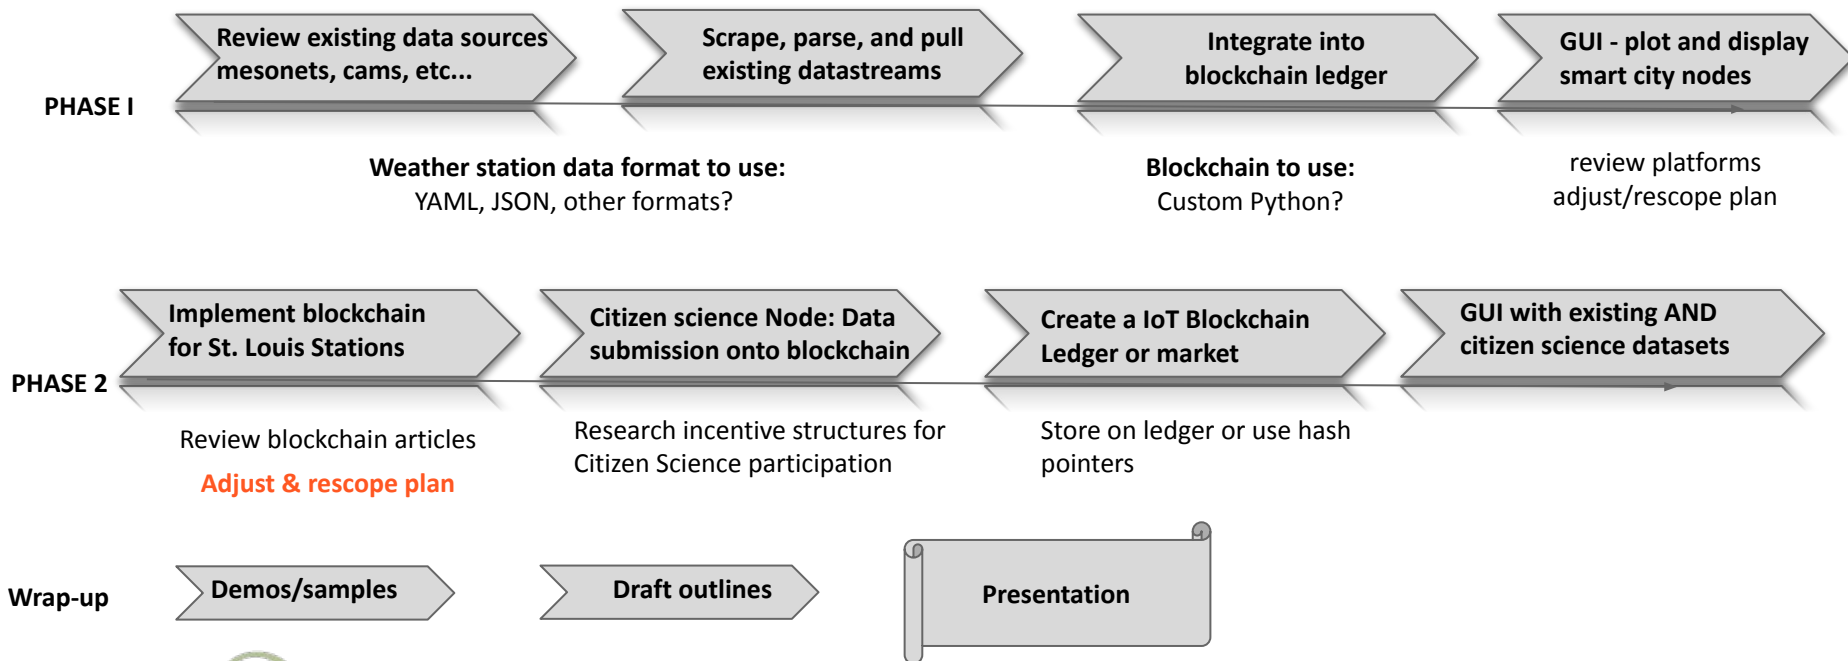 Review existing data sources
mesonets, cams, etc...
Scrape, parse, and pull
existing datastreams
Integrate into
blockchain ledger
GUI - plot and display
smart city nodes
PHASE I
Weather station data format to use:
YAML, JSON, other formats?
Blockchain to use:
Custom Python?
review platforms
adjust/rescope plan
Implement blockchain
for St. Louis Stations
Citizen science Node: Data
submission onto blockchain
Create a IoT Blockchain
Ledger or market
GUI with existing AND
citizen science datasets
PHASE 2
Review blockchain articles
Adjust & rescope plan
Research incentive structures for
Citizen Science participation
Store on ledger or use hash
pointers
Wrap-up
Demos/samples
Draft outlines
Presentation